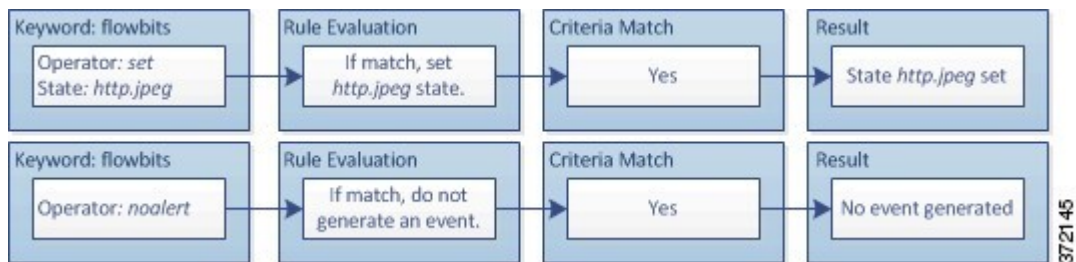 Keyword: flowbits
Operator: set
State: http.jpeg
Rule Evaluation
If match, set
http.jpeg state.
Criteria Match
Yes
Result
State http.jpeg set
Keyword: flowbits
Operator: noalert
Rule Evaluation
If match, do not
generate an event.
Criteria Match
Yes
Result
No event generated
372145